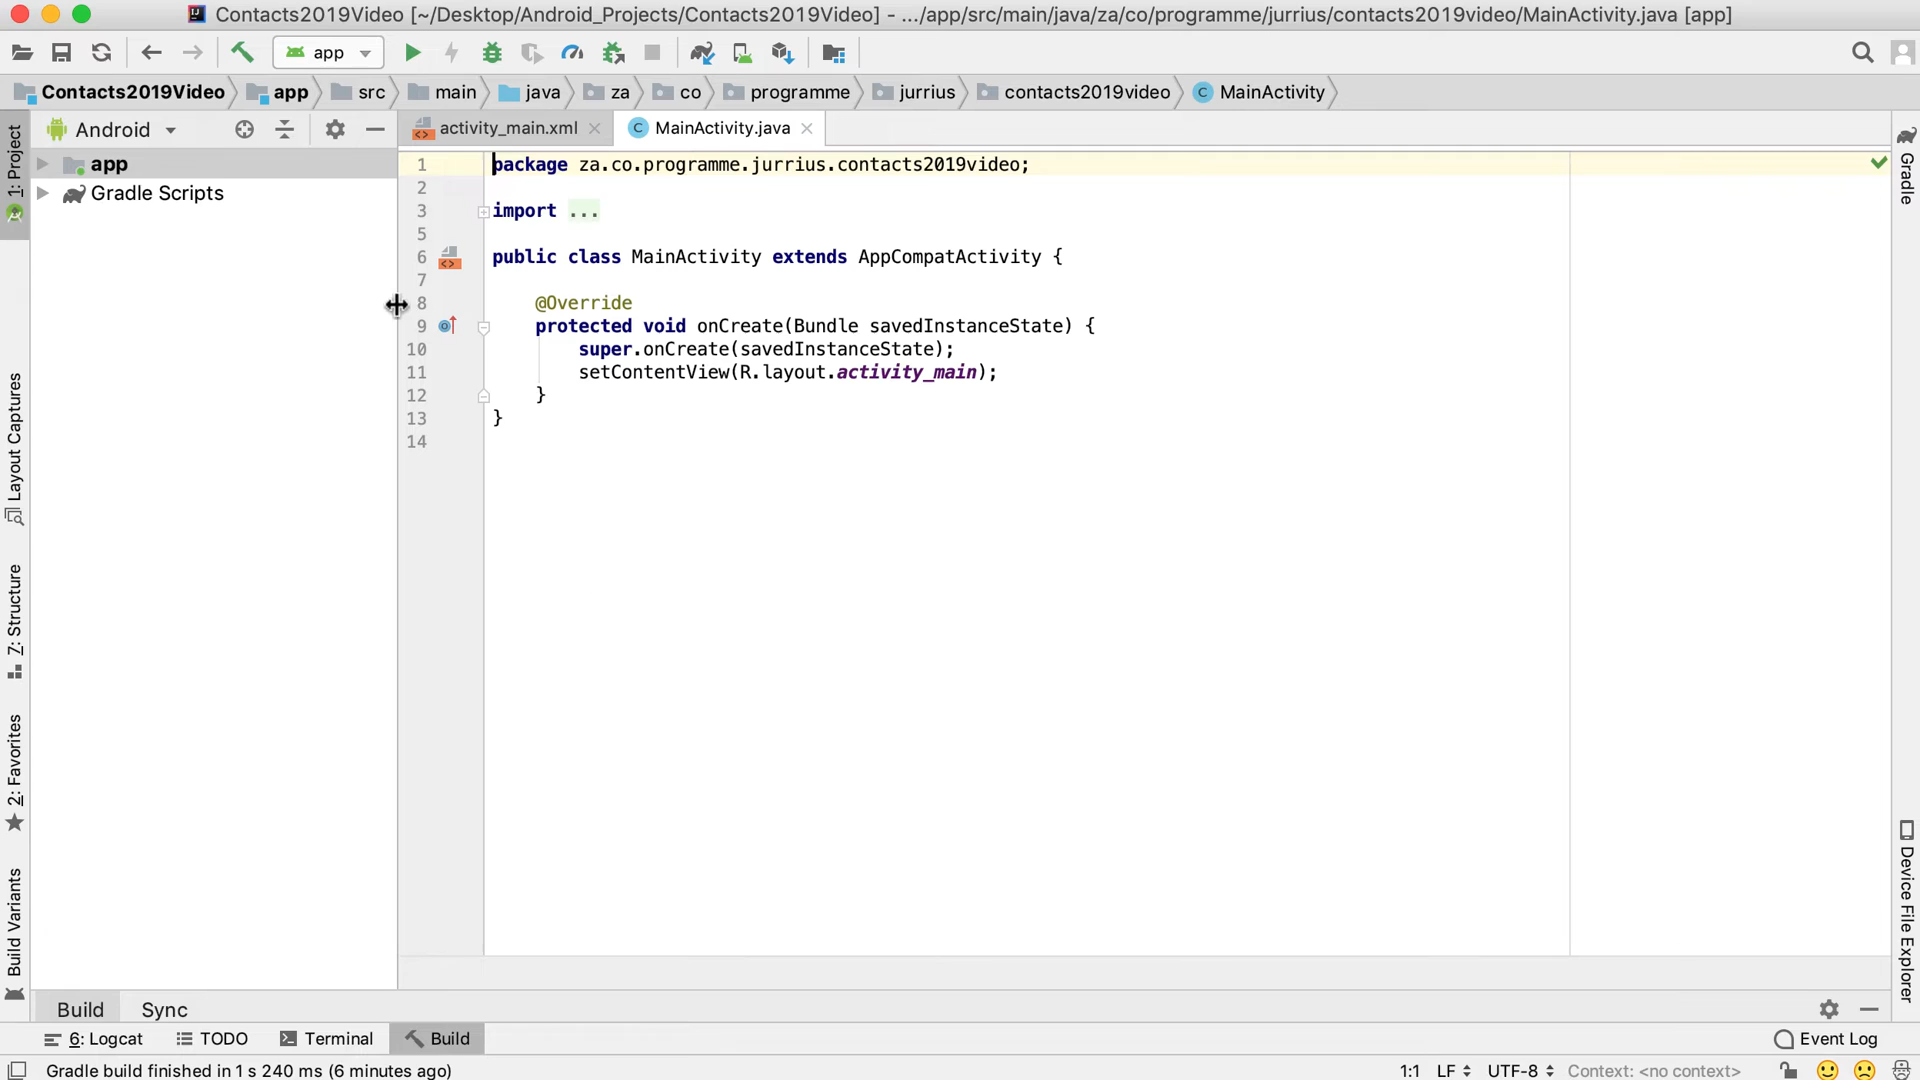 Contacts2019Video [~/Desktop/Android_Projects/Contacts2019Video] - .../app/src/main/java/za/co/programme/jurrius/contacts2019video/MainActivity.java [app]
app
Contacts2019Video app src main java za co programme jurrius contacts2019video MainActivity
Android
activity_main.xml MainActivity.java
app
Gradle Scripts
1: Project
Layout Captures
7: Structure
2: Favorites
Build Variants
1 package za.co.programme.jurrius.contacts2019video;
2
3 import ...
5
6 public class MainActivity extends AppCompatActivity {
7
8 @Override
9 protected void onCreate(Bundle savedInstanceState) {
10 super.onCreate(savedInstanceState);
11 setContentView(R.layout.activity_main);
12 }
13 }
14
Gradle
Device File Explorer
Build Sync
6: Logcat TODO Terminal Build Event Log
Gradle build finished in 1 s 240 ms (6 minutes ago) 1:1 LF UTF-8 Context: <no context>